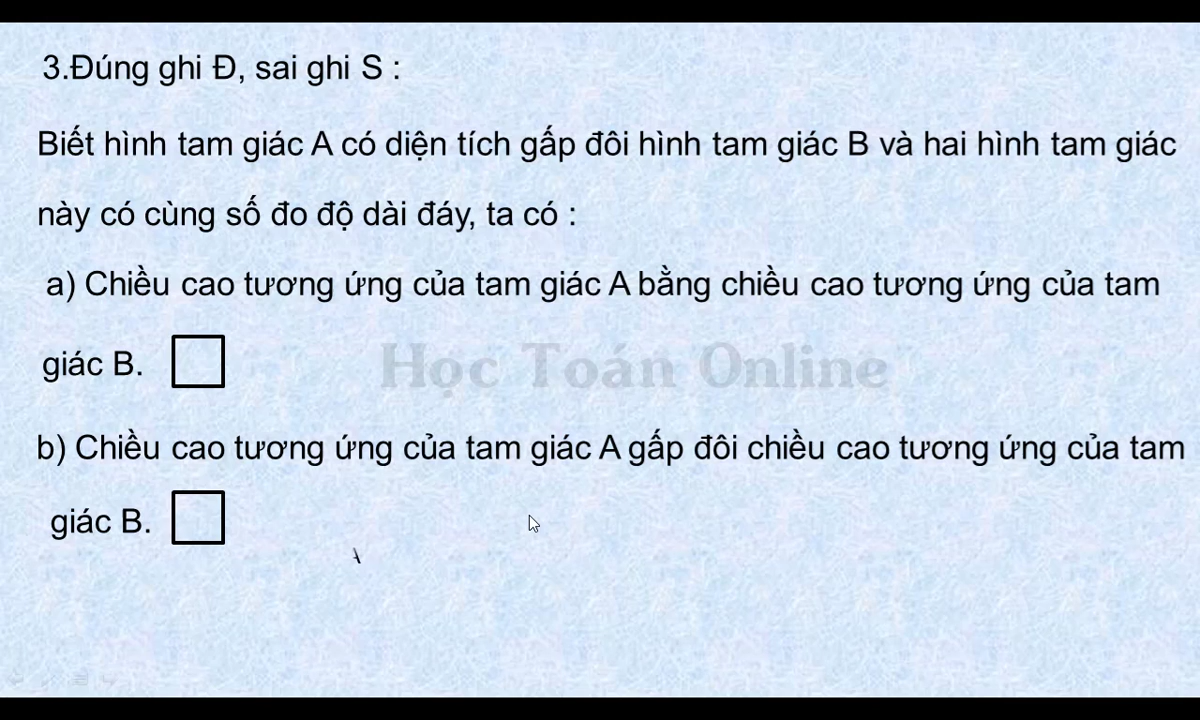 3.Đúng ghi Đ, sai ghi S :
Biết hình tam giác A có diện tích gấp đôi hình tam giác B và hai hình tam giác
này có cùng số đo độ dài đáy, ta có :
a) Chiều cao tương ứng của tam giác A bằng chiều cao tương ứng của tam
giác B.
Học Toán Online
b) Chiều cao tương ứng của tam giác A gấp đôi chiều cao tương ứng của tam
giác B.